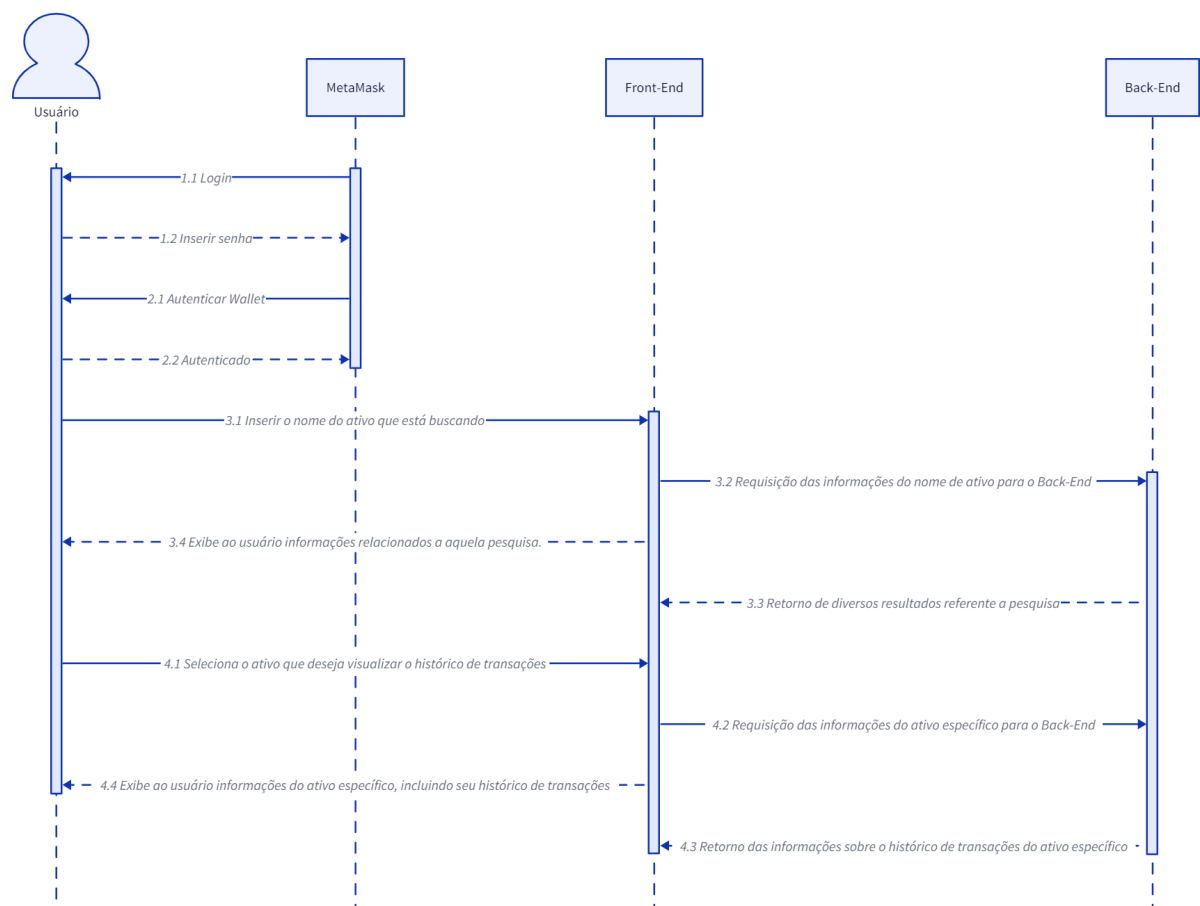 Usuário
MetaMask
Front-End
Back-End
1.1 Login
1.2 Inserir senha
2.1 Autenticar Wallet
2.2 Autenticado
3.1 Inserir o nome do ativo que está buscando
3.2 Requisição das informações do nome de ativo para o Back-End
3.4 Exibe ao usuário informações relacionados a aquela pesquisa.
3.3 Retorno de diversos resultados referente a pesquisa
4.1 Seleciona o ativo que deseja visualizar o histórico de transações
4.2 Requisição das informações do ativo específico para o Back-End
4.4 Exibe ao usuário informações do ativo específico, incluindo seu histórico de transações
4.3 Retorno das informações sobre o histórico de transações do ativo específico